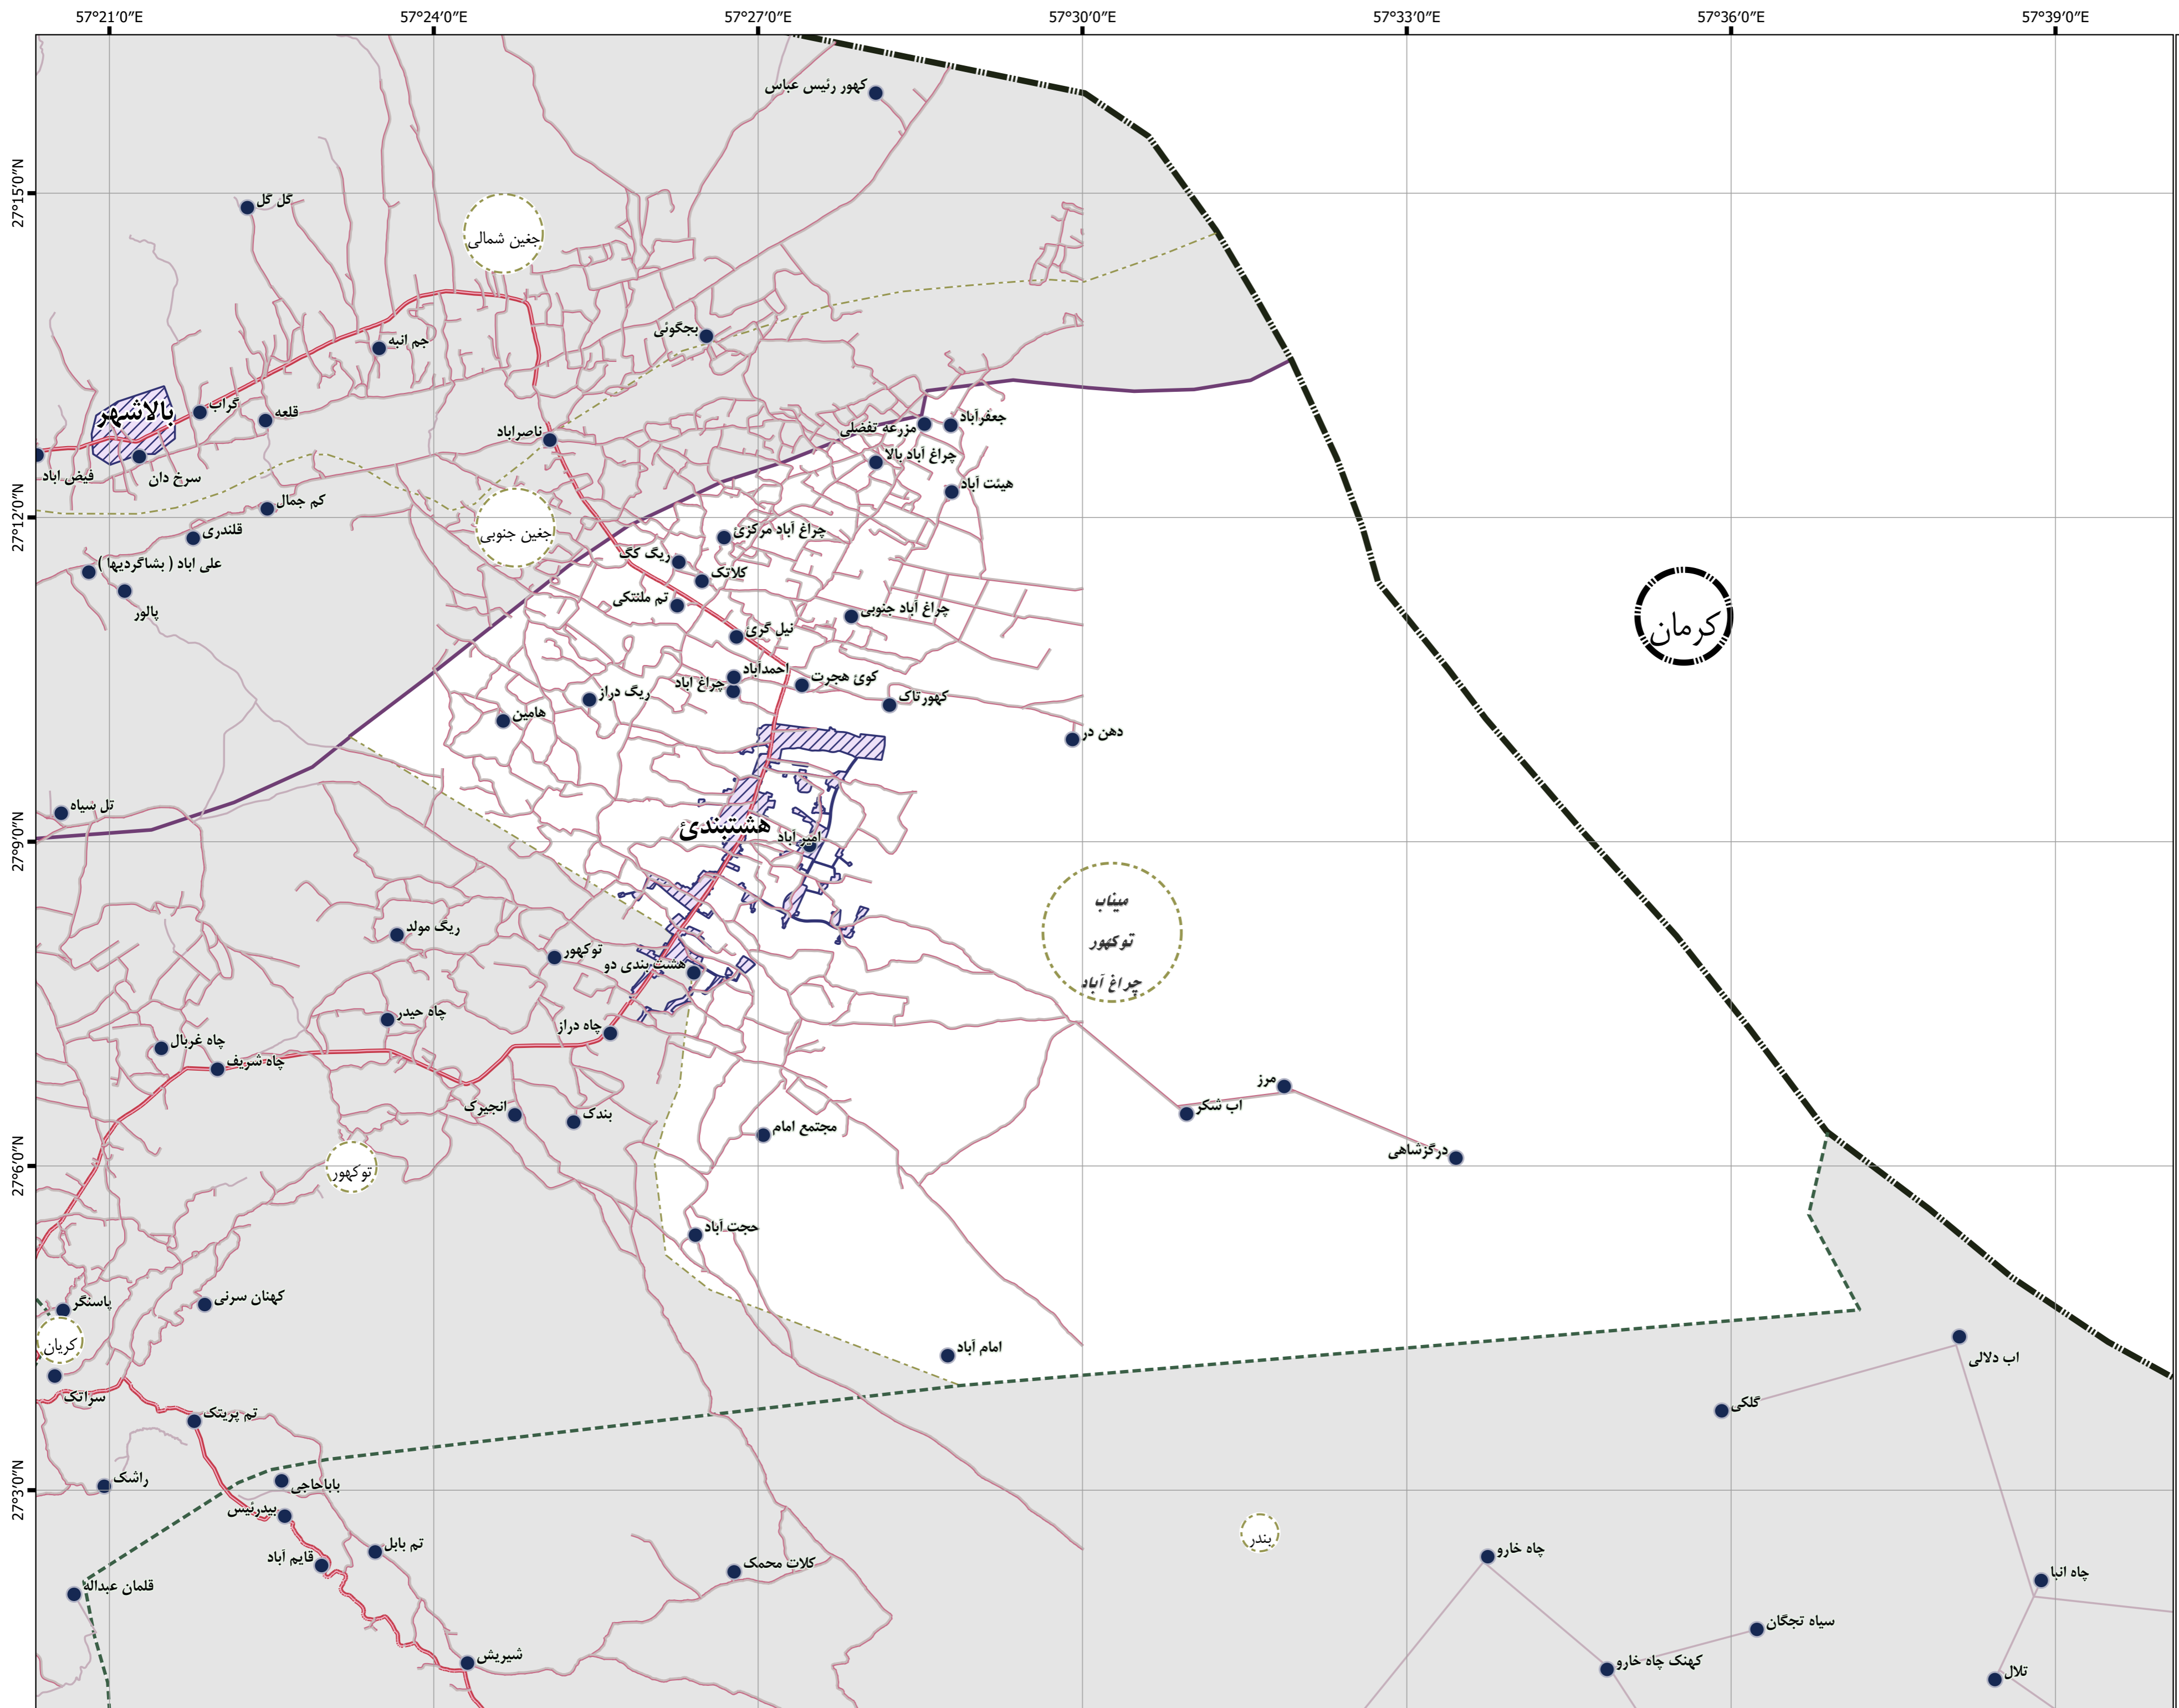 57°21'0"E
57°24'0"E
57°27'0"E
57°30'0"E
57°33'0"E
57°36'0"E
57°39'0"E
کهور رئیس عباس
27°15'0"N
گل گل
جغین شمالی
بجگوئی
جم انبه
بالاشهر
گراب
قلعه
ناصراباد
مزرعه تفضلی
جعفرآباد
چراغ آباد بالا
فیض اباد
سرخ دان
هیئت آباد
27°12'0"N
کم جمال
قلندری
جغین جنوبی
چراغ آباد مرکزئ
ریگ کگ
علی اباد ( بشاگردیها )
کلاتک
پالور
تم ملنتکی
چراغ آباد جنوبی
نیل گرئ
کرمان
احمدآباد
چراغ اباد
کوئ هجرت
ریگ دراز
کهورتاک
هامین
دهن در
تل سیاه
هشتبندئ
امیر آباد
27°9'0"N
میناب
توکهور
چراغ آباد
ریگ مولد
توکهور
هشت بندی دو
چاه حیدر
چاه دراز
چاه غربال
چاه شریف
مرز
اب شکر
انجیرک
بندک
مجتمع امام
درگزشاهی
27°6'0"N
توکهور
حجت آباد
کهنان سرنی
پاسنگر
کریان
امام آباد
اب دلالی
سراتک
گلکی
تم پریتک
27°3'0"N
راشک
باباحاجی
بیدرئیس
بندر
تم بابل
قایم آباد
کلاب محمک
چاه خارو
قلمان عبداله
چاه انبا
سیاه تجگان
شیریش
کهنک چاه خارو
تلال